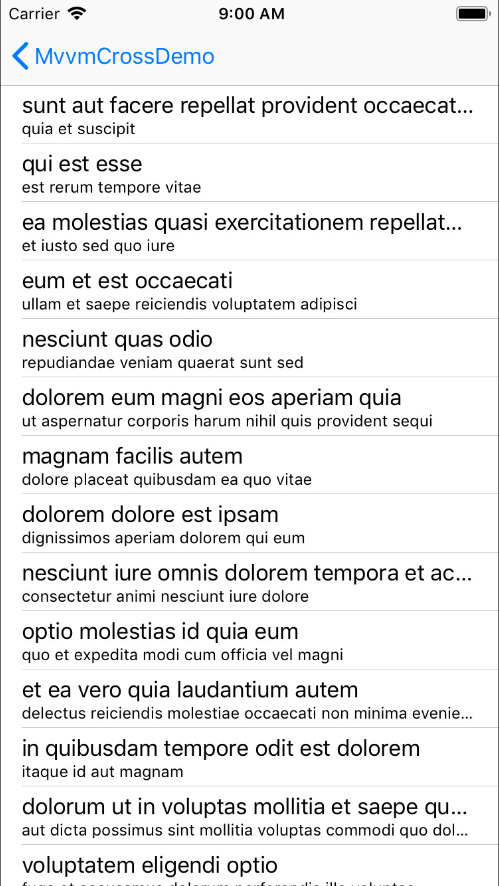 Carrier 9:00 AM
MvvmCrossDemo
sunt aut facere repellat provident occaecat...
quia et suscipit
qui est esse
est rerum tempore vitae
ea molestias quasi exercitationem repellat...
et iusto sed quo iure
eum et est occaecati
ullam et saepe reiciendis voluptatem adipisci
nesciunt quas odio
repudiandae veniam quaerat sunt sed
dolorem eum magni eos aperiam quia
ut aspernatur corporis harum nihil quis provident sequi
magnam facilis autem
dolore placeat quibusdam ea quo vitae
dolorem dolore est ipsam
dignissimos aperiam dolorem qui eum
nesciunt iure omnis dolorem tempora et ac...
consectetur animi nesciunt iure dolore
optio molestias id quia eum
quo et expedita modi cum officia vel magni
et ea vero quia laudantium autem
delectus reiciendis molestiae occaecati non minima evenie...
in quibusdam tempore odit est dolorem
itaque id aut magnam
dolorum ut in voluptas mollitia et saepe qu...
aut dicta possimus sint mollitia voluptas commodi quo dol...
voluptatem eligendi optio